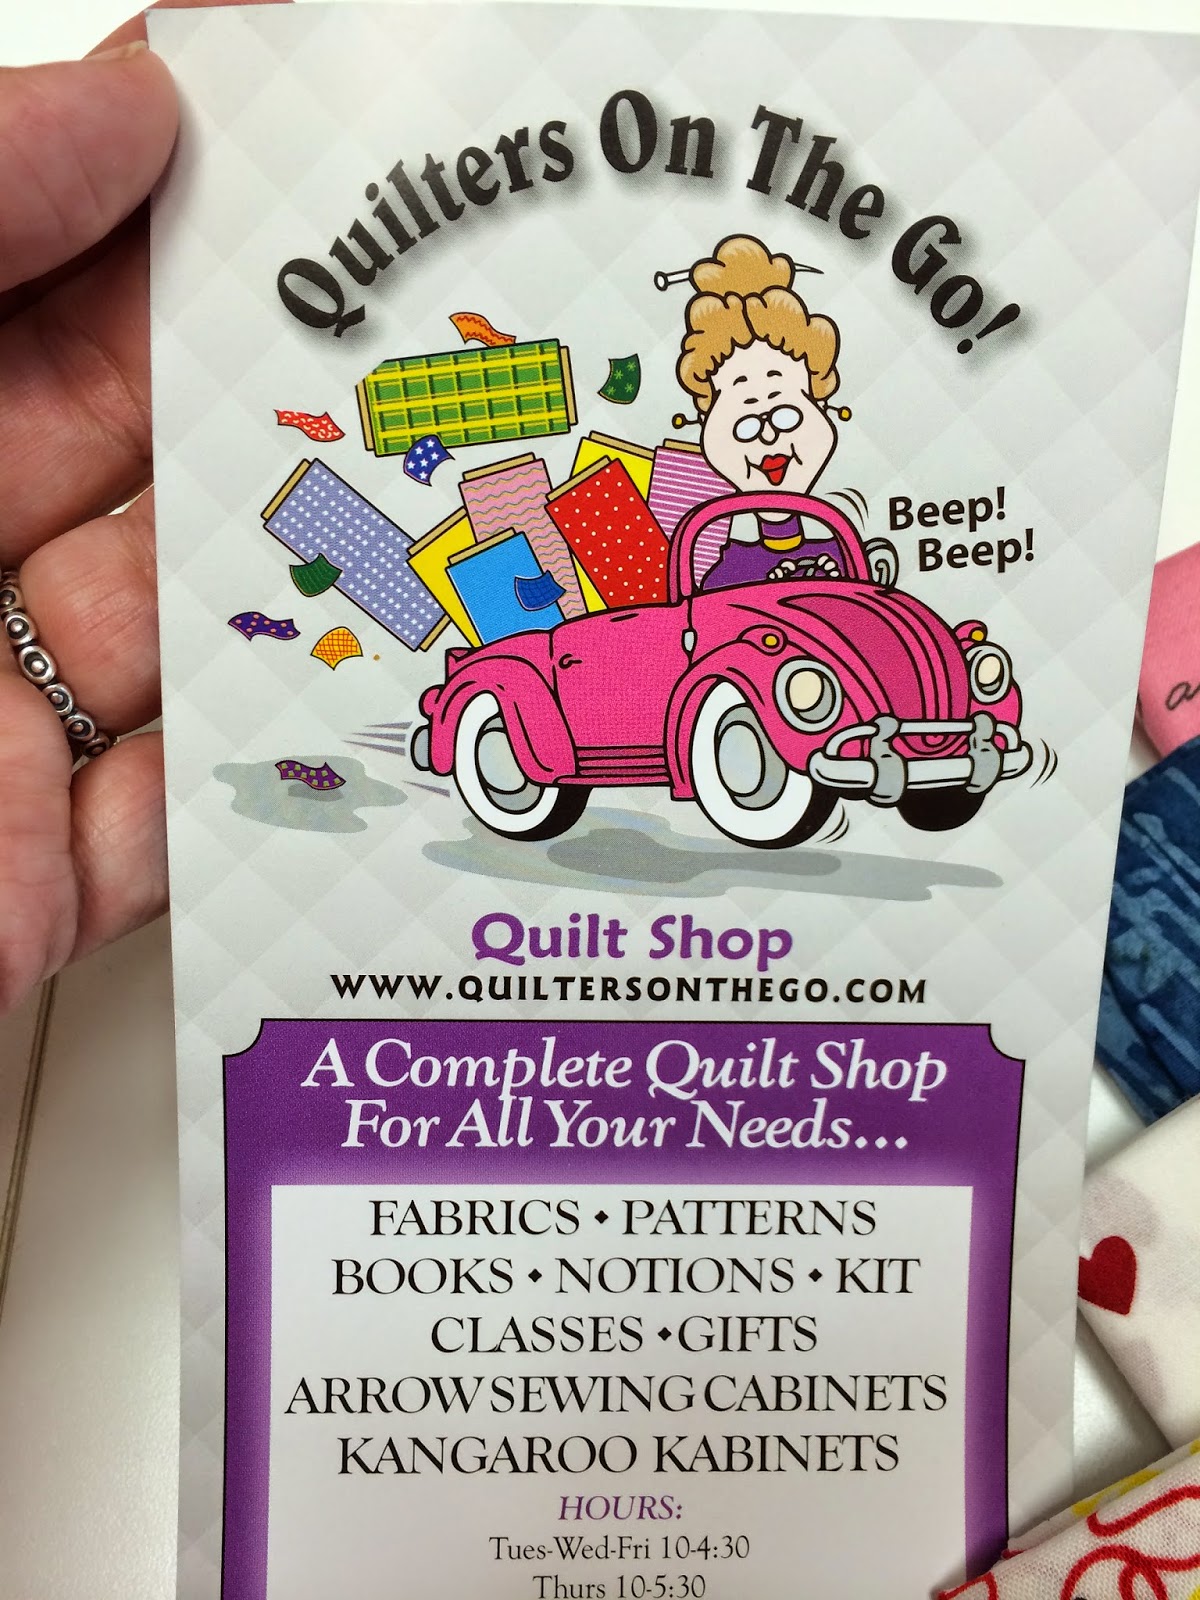 Quilters On The Go!
Beep!
Beep!
Quilt Shop
WWW.QUILTERSONTHEGO.COM
A Complete Quilt Shop
For All Your Needs...
FABRICS • PATTERNS
BOOKS • NOTIONS • KIT
CLASSES • GIFTS
ARROW SEWING CABINETS
KANGAROO KABINETS
HOURS:
Tues-Wed-Fri 10-4:30
Thurs 10-5:30